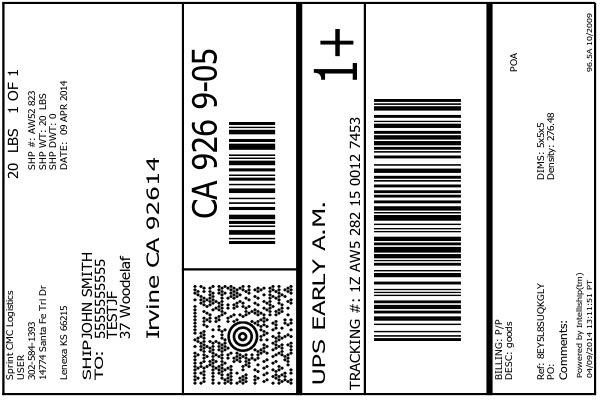 Sprint CMC Logistics
USER
302-584-1393
14774 Santa Fe Trl Dr
Lenexa KS 66215
20 LBS 1 OF 1
SHP #: AW52 823
SHP WT: 20 LBS
SHP DWT: 0
DATE: 09 APR 2014
SHIP JOHN SMITH
TO: 5555555555
TESTJF
37 Woodelaf
Irvine CA 92614
CA 926 9-05
UPS EARLY A.M.
1+
TRACKING #: 1Z AW5 282 15 0012 7453
BILLING: P/P
DESC: goods
POA
Ref: 8EY5L8SUQKGLY
DIMS: 5x5x5
PO:
Density: 276.48
Comments:
Powered by Intelliship(tm)
04/09/2014 13:11:51 PT
96.5A 10/2009